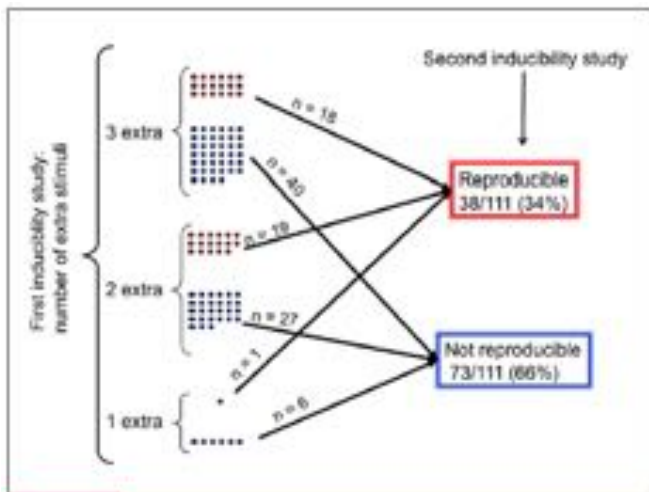 First inducibility study:
number of extra stimuli
3 extra
2 extra
1 extra
n = 18
n = 40
n = 19
n = 27
n = 1
n = 6
Second inducibility study
Reproducible
38/111 (34%)
Not reproducible
73/111 (66%)